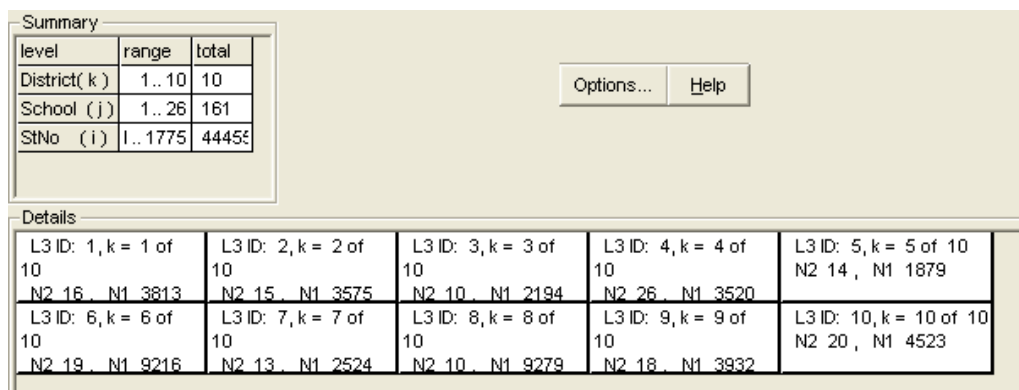 Summary
level range total
District( k ) 1.. 10 10
School ( j ) 1.. 26 161
StNo ( i ) 1775 44455
Options... Help
Details
L3 ID: 1, k = 1 of 10
N2 16 , N1 3813
L3 ID: 2, k = 2 of 10
N2 15 , N1 3575
L3 ID: 3, k = 3 of 10
N2 10 , N1 2194
L3 ID: 4, k = 4 of 10
N2 26 , N1 3520
L3 ID: 5, k = 5 of 10
N2 14 , N1 1879
L3 ID: 6, k = 6 of 10
N2 19 , N1 9216
L3 ID: 7, k = 7 of 10
N2 13 , N1 2524
L3 ID: 8, k = 8 of 10
N2 10 , N1 9279
L3 ID: 9, k = 9 of 10
N2 18 , N1 3932
L3 ID: 10, k = 10 of 10
N2 20 , N1 4523